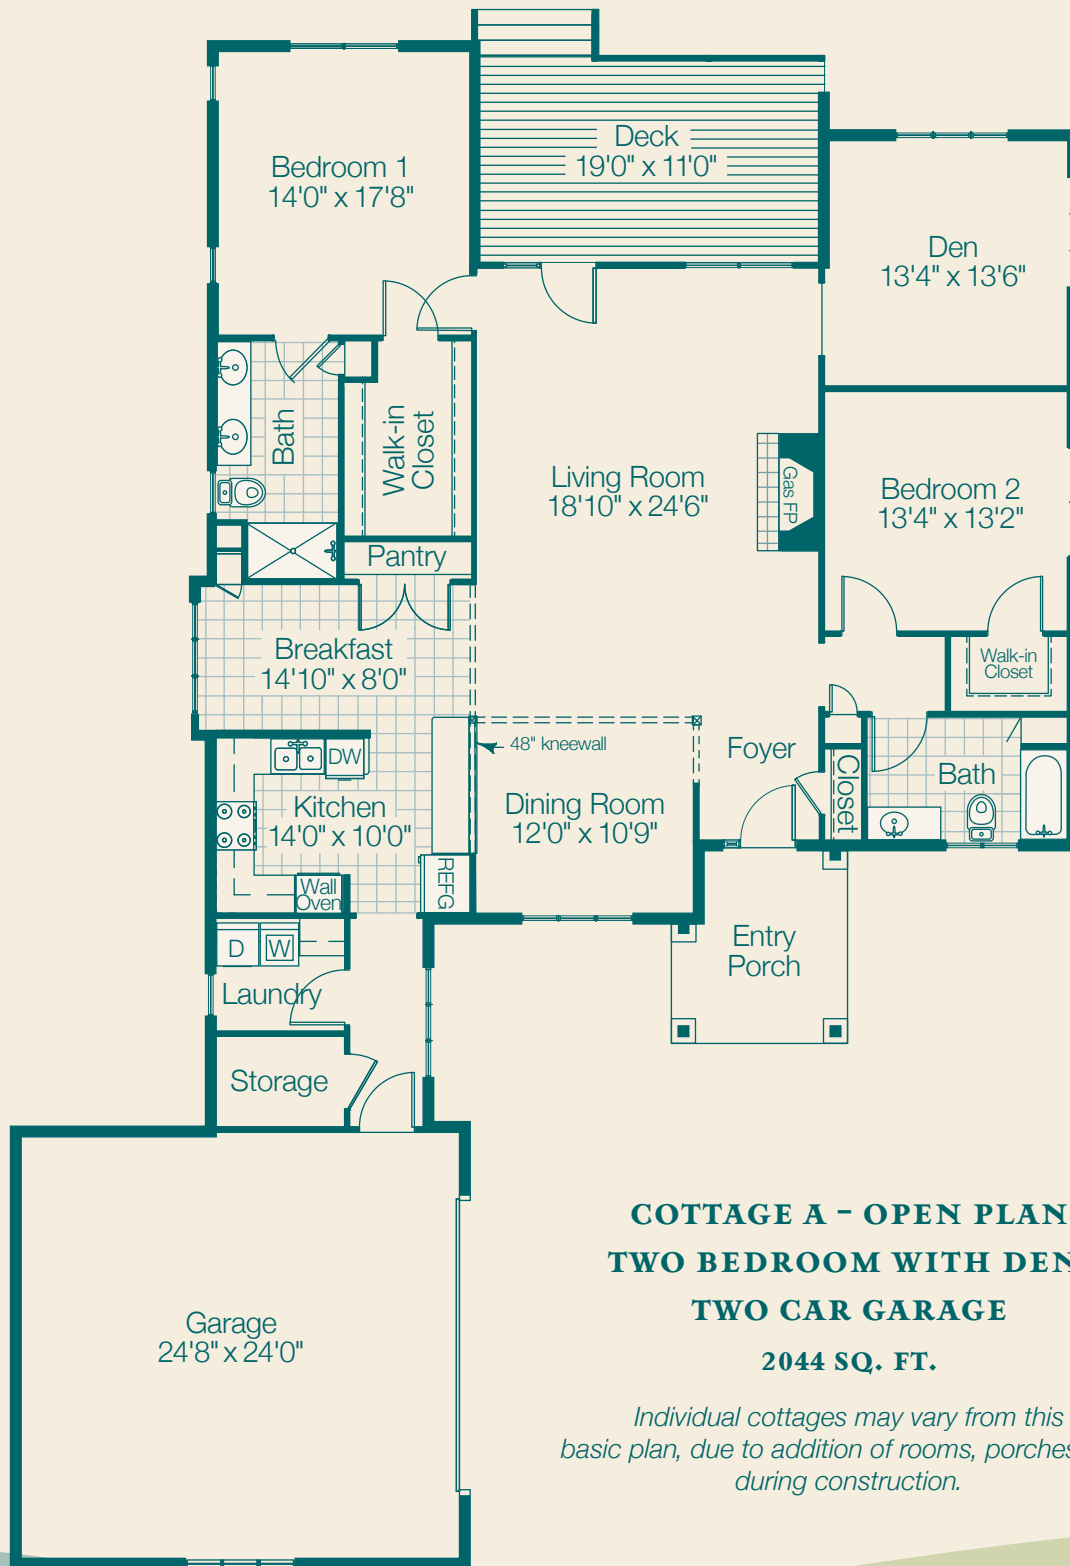 Deck
19'0" x 11'0"
Bedroom 1
14'0" x 17'8"
Den
13'4" x 13'6"
Bath
Walk-in
Closet
Living Room
18'10" x 24'6"
Gas FP
Bedroom 2
13'4" x 13'2"
Pantry
Breakfast
14'10" x 8'0"
Walk-in
Closet
48" kneewall
Foyer
DW
Closet
Bath
Kitchen
14'0" x 10'0"
Dining Room
12'0" x 10'9"
Wall
Oven
REFG
D
W
Entry
Porch
Laundry
Storage
Garage
24'8" x 24'0"
COTTAGE A - OPEN PLAN
TWO BEDROOM WITH DEN
TWO CAR GARAGE
2044 SQ. FT.
Individual cottages may vary from this
basic plan, due to addition of rooms, porches
during construction.